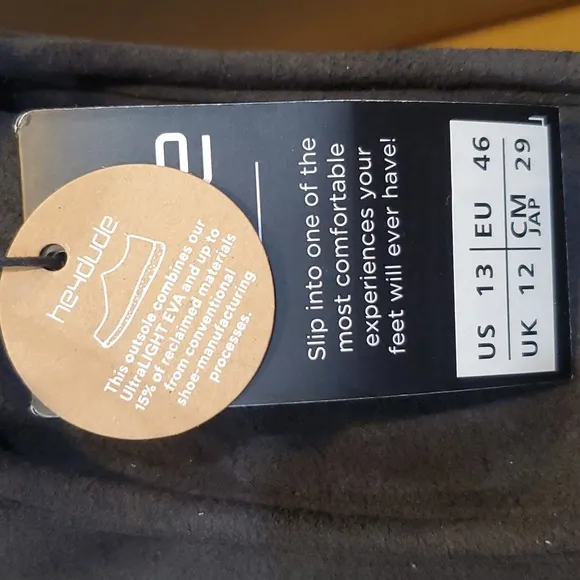 heydude
This outsole combines our
UltraLIGHT EVA and up to
15% of reclaimed materials
from conventional
shoe-manufacturing
processes.
Slip into one of the
most comfortable
experiences your
feet will ever have!
US 13 EU 46
UK 12 CM JAP 29